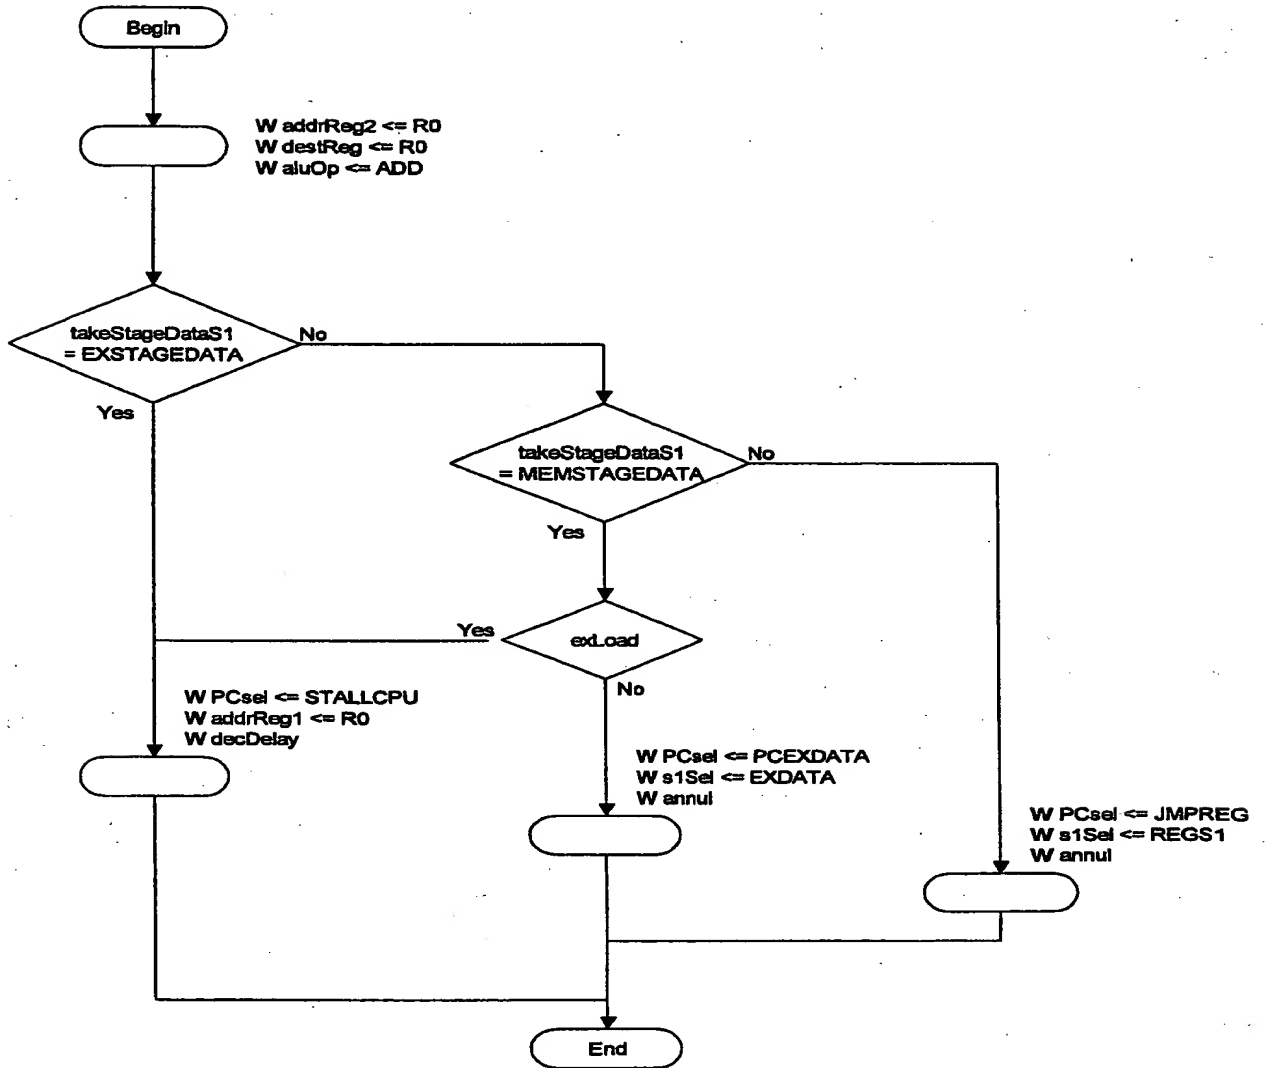 Begin
W addrReg2 <= R0
W destReg <= R0
W aluOp <= ADD
takeStageDataS1
= EXSTAGEDATA
No
Yes
takeStageDataS1
= MEMSTAGEDATA
No
Yes
exLoad
Yes
No
W PCsel <= STALLCPU
W addrReg1 <= R0
W decDelay
W PCsel <= PCEXDATA
W s1Sel <= EXDATA
W annul
W PCsel <= JMPREG
W s1Sel <= REGS1
W annul
End